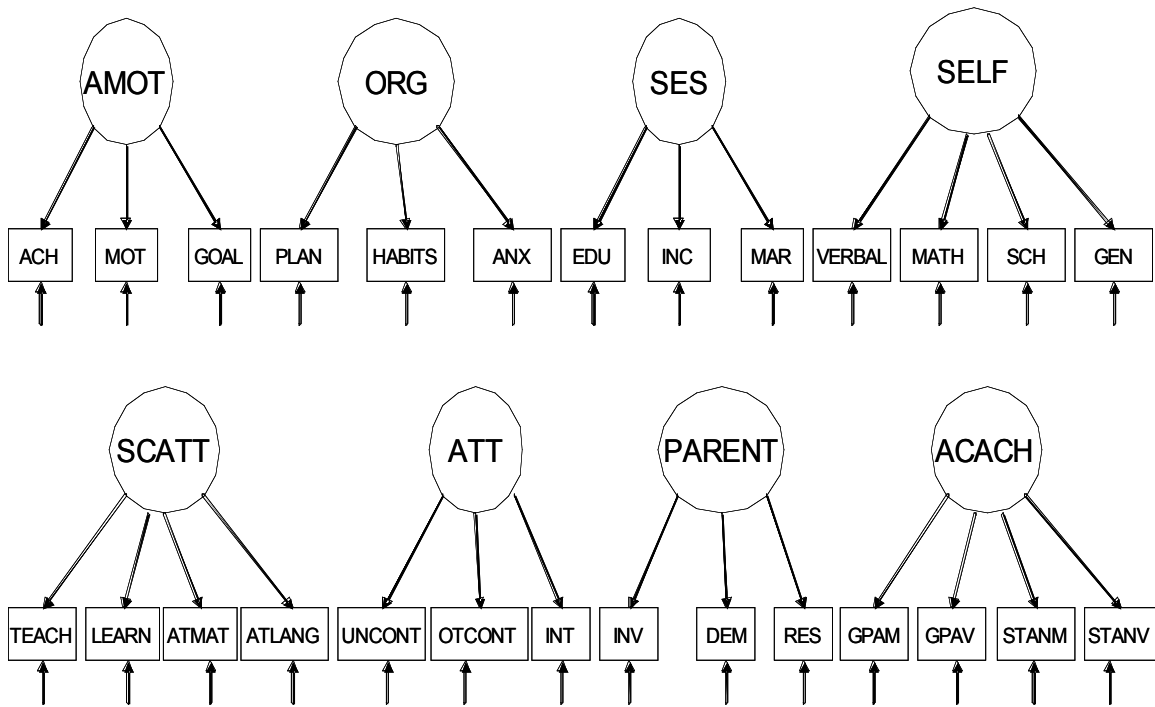 AMOT ORG SES SELF
ACH MOT GOAL PLAN HABITS ANX EDU INC MAR VERBAL MATH SCH GEN
SCATT ATT PARENT ACACH
TEACH LEARN ATMAT ATLANG UNCONT OTCONT INT INV DEM RES GPAM GPAV STANM STANV